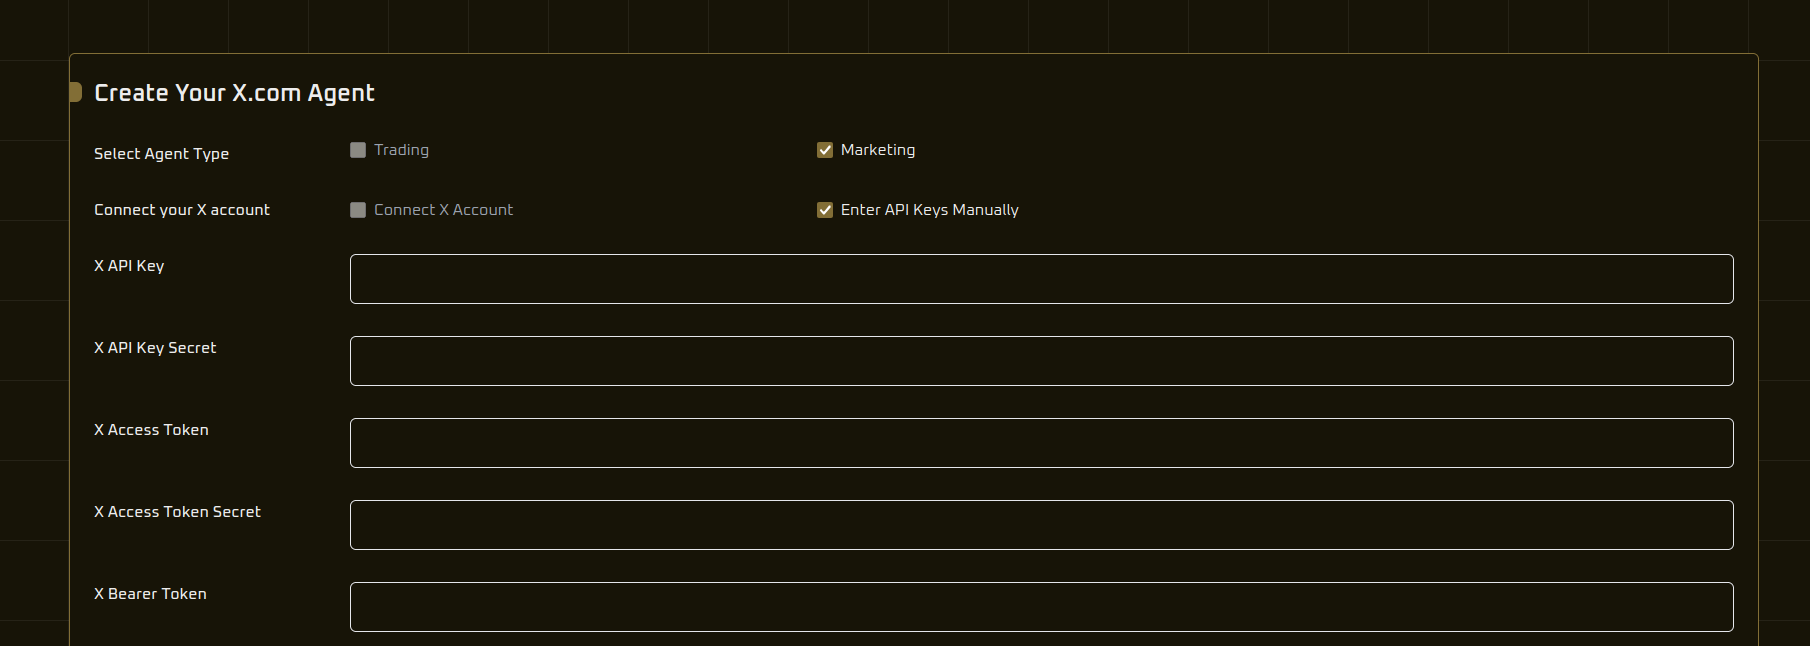 Create Your X.com Agent
Select Agent Type
Trading
Marketing
Connect your X account
Connect X Account
Enter API Keys Manually
X API Key
X API Key Secret
X Access Token
X Access Token Secret
X Bearer Token